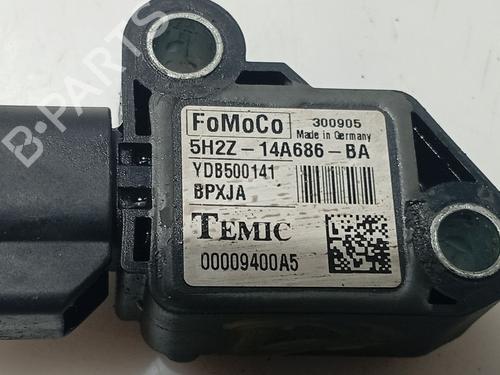 B-PARTS
FoMoCo 300905
Made in Germany
5H2Z-14A686-BA
YDB500141
BPXJA
TEMIC
00009400A5